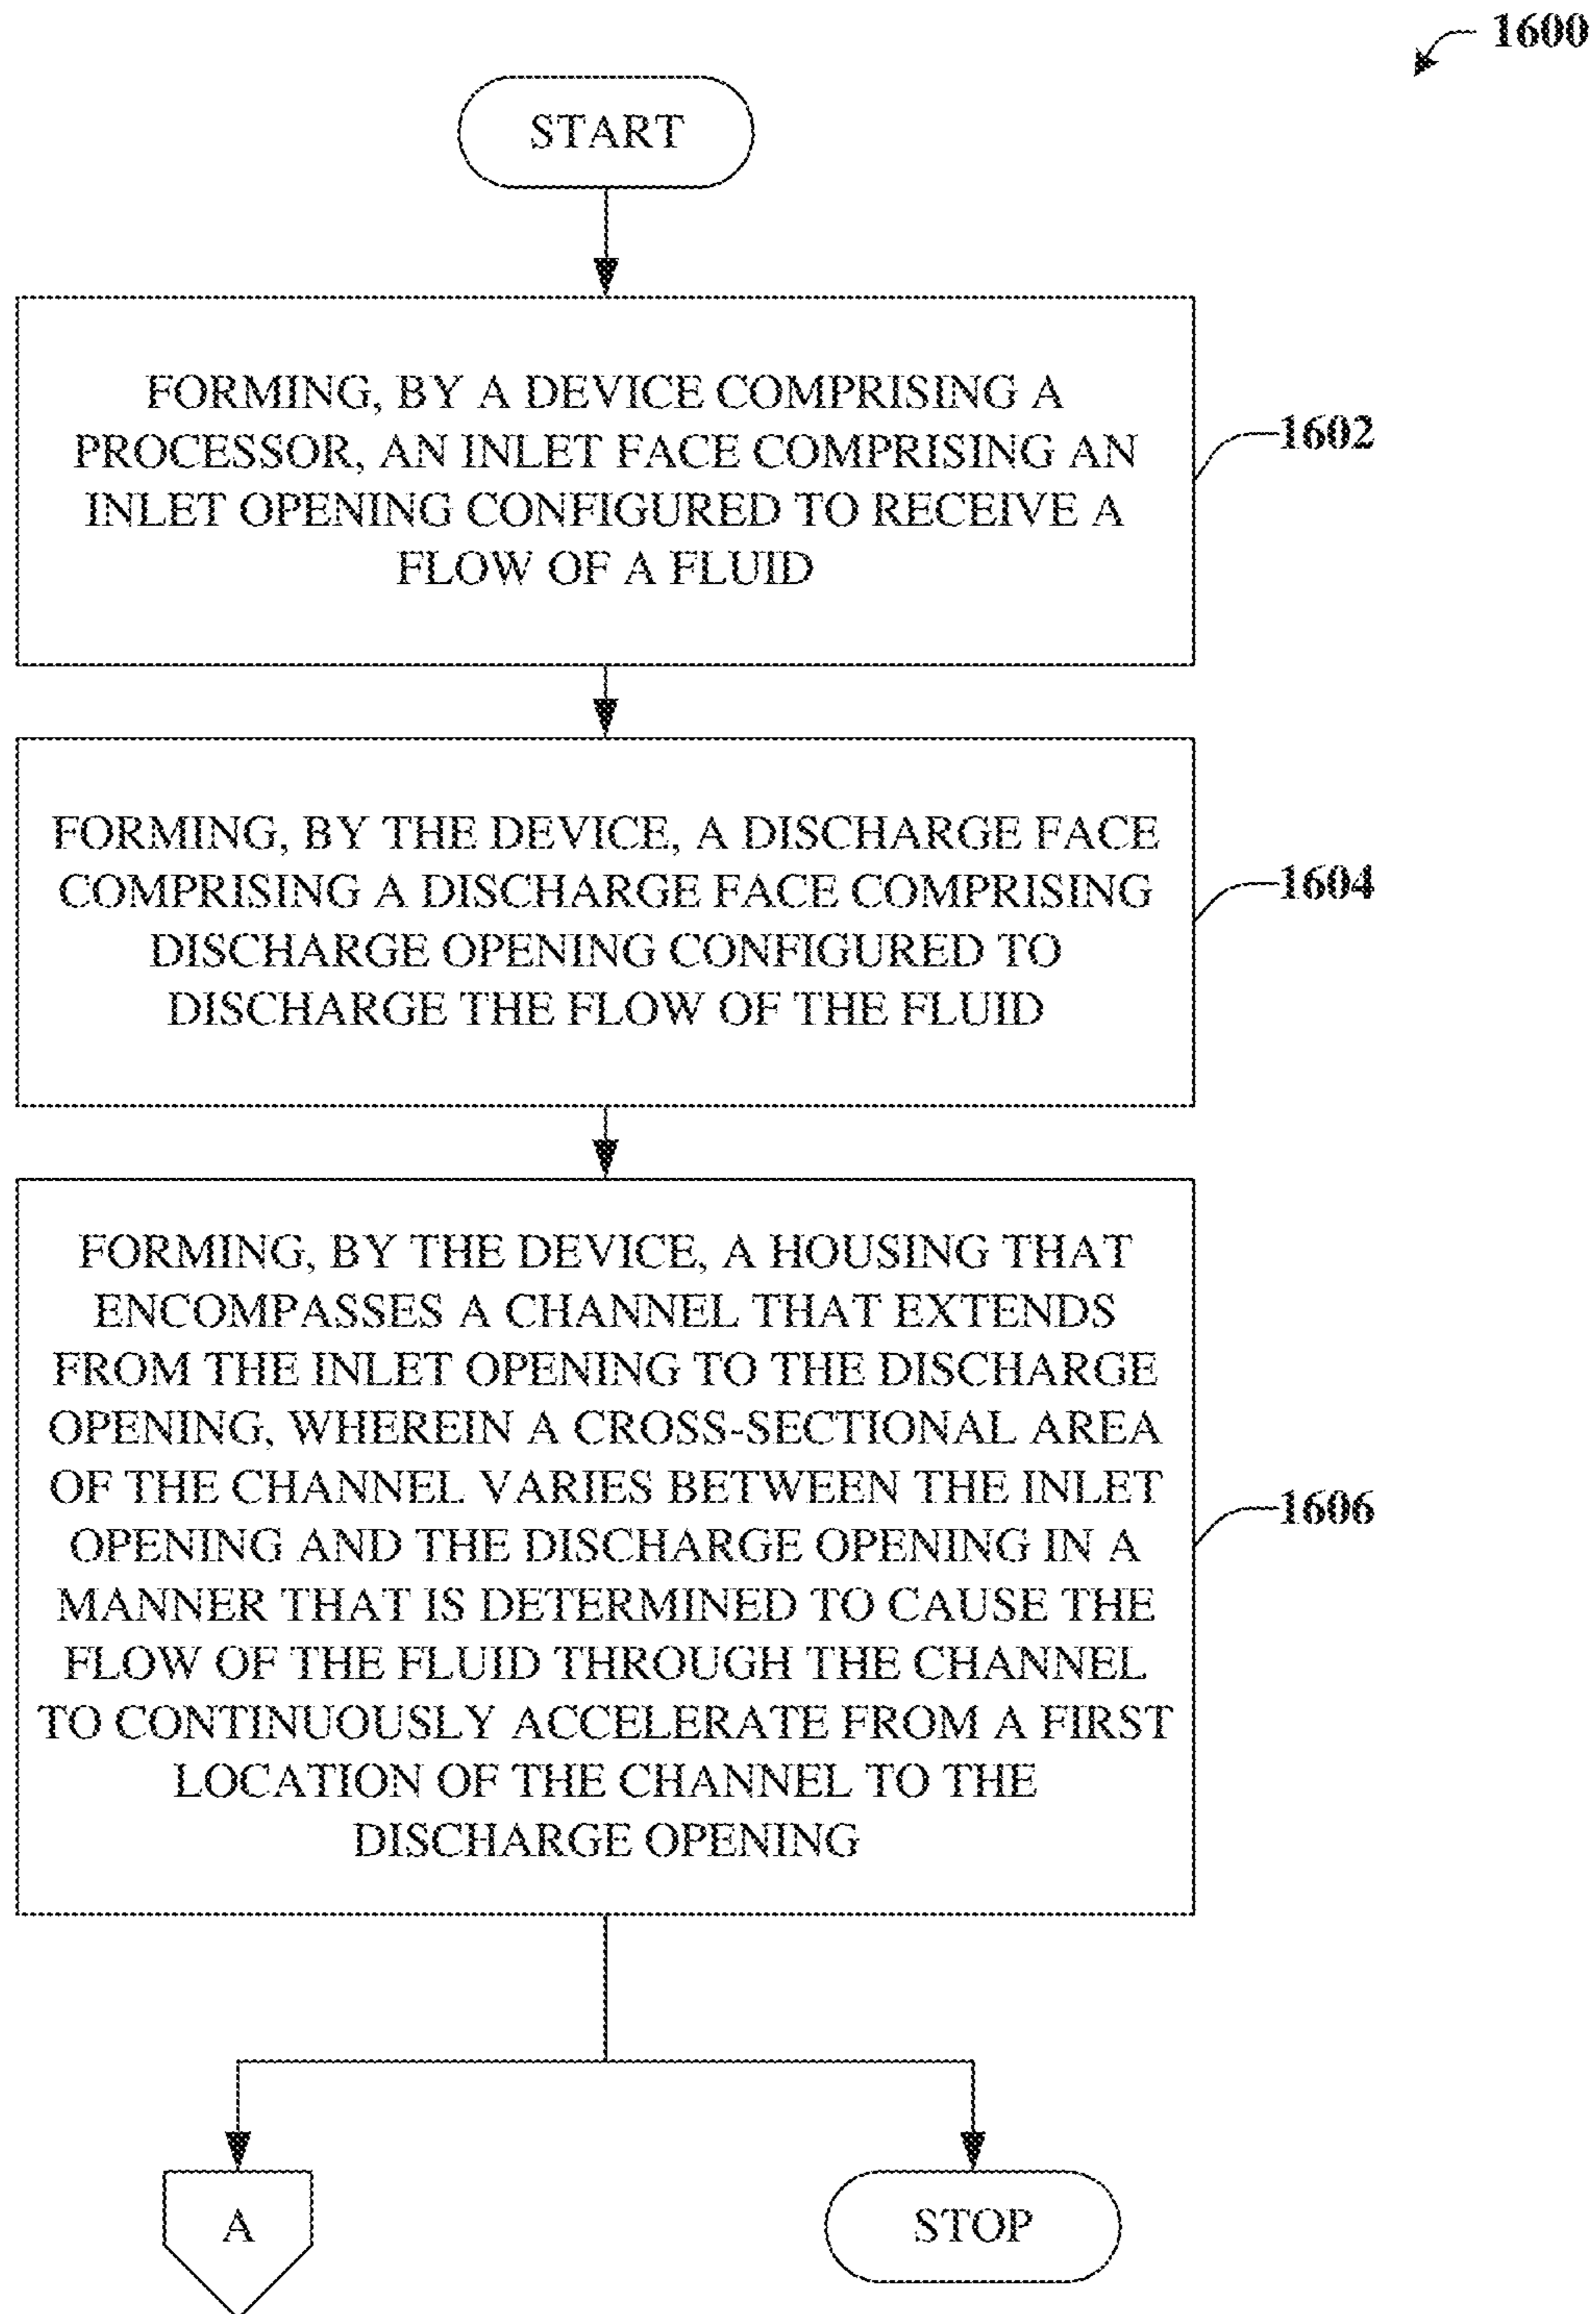 1600
START
FORMING, BY A DEVICE COMPRISING A
PROCESSOR, AN INLET FACE COMPRISING AN
INLET OPENING CONFIGURED TO RECEIVE A
FLOW OF A FLUID
1602
FORMING, BY THE DEVICE, A DISCHARGE FACE
COMPRISING A DISCHARGE FACE COMPRISING
DISCHARGE OPENING CONFIGURED TO
DISCHARGE THE FLOW OF THE FLUID
1604
FORMING, BY THE DEVICE, A HOUSING THAT
ENCOMPASSES A CHANNEL THAT EXTENDS
FROM THE INLET OPENING TO THE DISCHARGE
OPENING, WHEREIN A CROSS-SECTIONAL AREA
OF THE CHANNEL VARIES BETWEEN THE INLET
OPENING AND THE DISCHARGE OPENING IN A
MANNER THAT IS DETERMINED TO CAUSE THE
FLOW OF THE FLUID THROUGH THE CHANNEL
TO CONTINUOUSLY ACCELERATE FROM A FIRST
LOCATION OF THE CHANNEL TO THE
DISCHARGE OPENING
1606
A
STOP